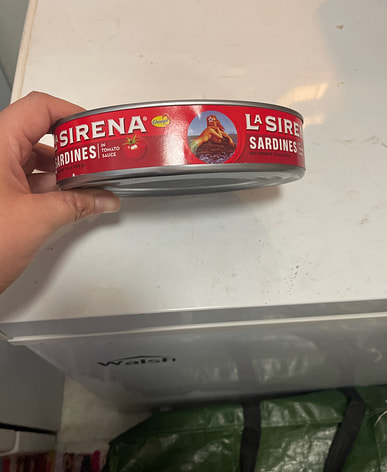 LA SIRENA®
SARDINES
IN
TOMATO
SAUCE
LA SIRE
SARDINES
Walsh